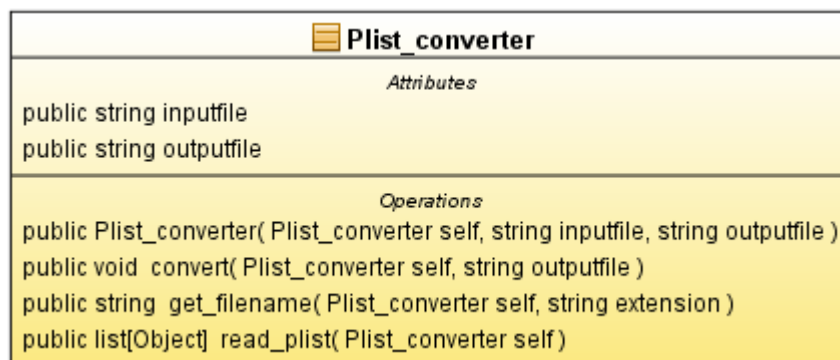 Plist_converter
Attributes
public string inputfile
public string outputfile
Operations
public Plist_converter( Plist_converter self, string inputfile, string outputfile )
public void  convert( Plist_converter self, string outputfile )
public string  get_filename( Plist_converter self, string extension )
public list[Object]  read_plist( Plist_converter self )